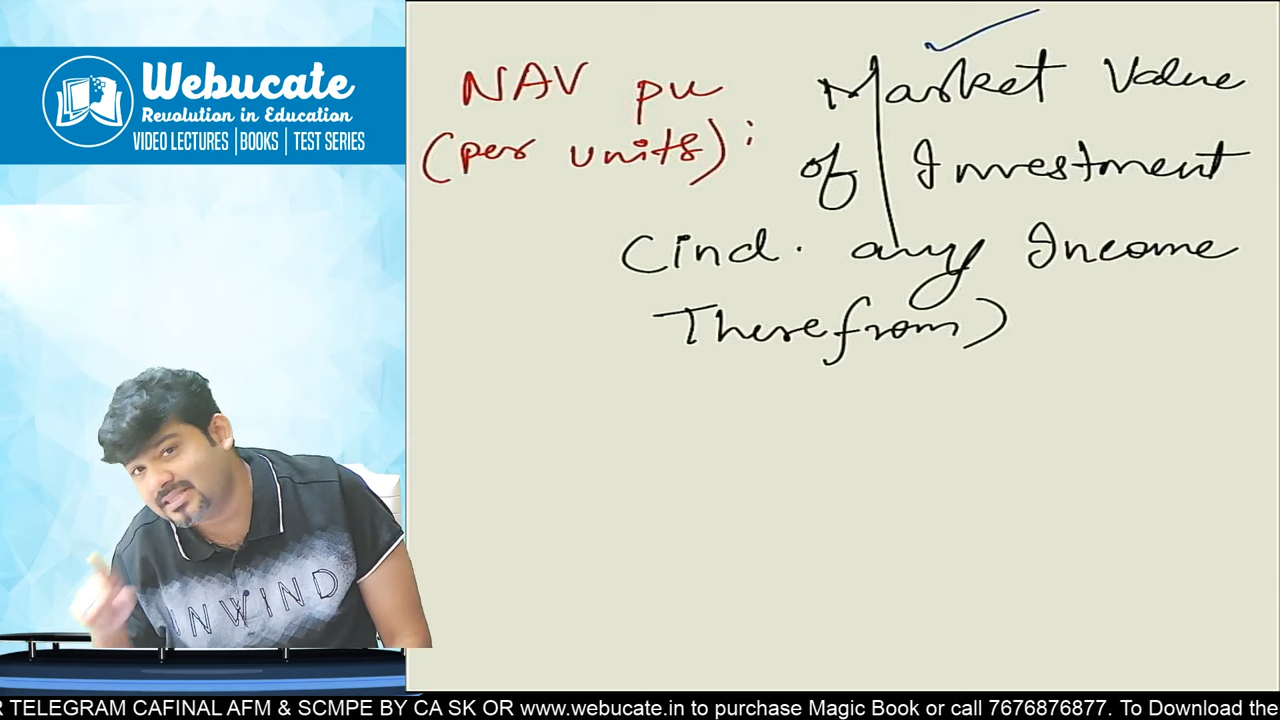 Webucate
Revolution in Education
VIDEO LECTURES | BOOKS | TEST SERIES
NAV pu
(per units):
Market Value
of Investment
Cincl. any Income
Therefrom)
INWIND
R TELEGRAM CAFINAL AFM & SCMPE BY CA SK OR www.webucate.in to purchase Magic Book or call 7676876877. To Download the